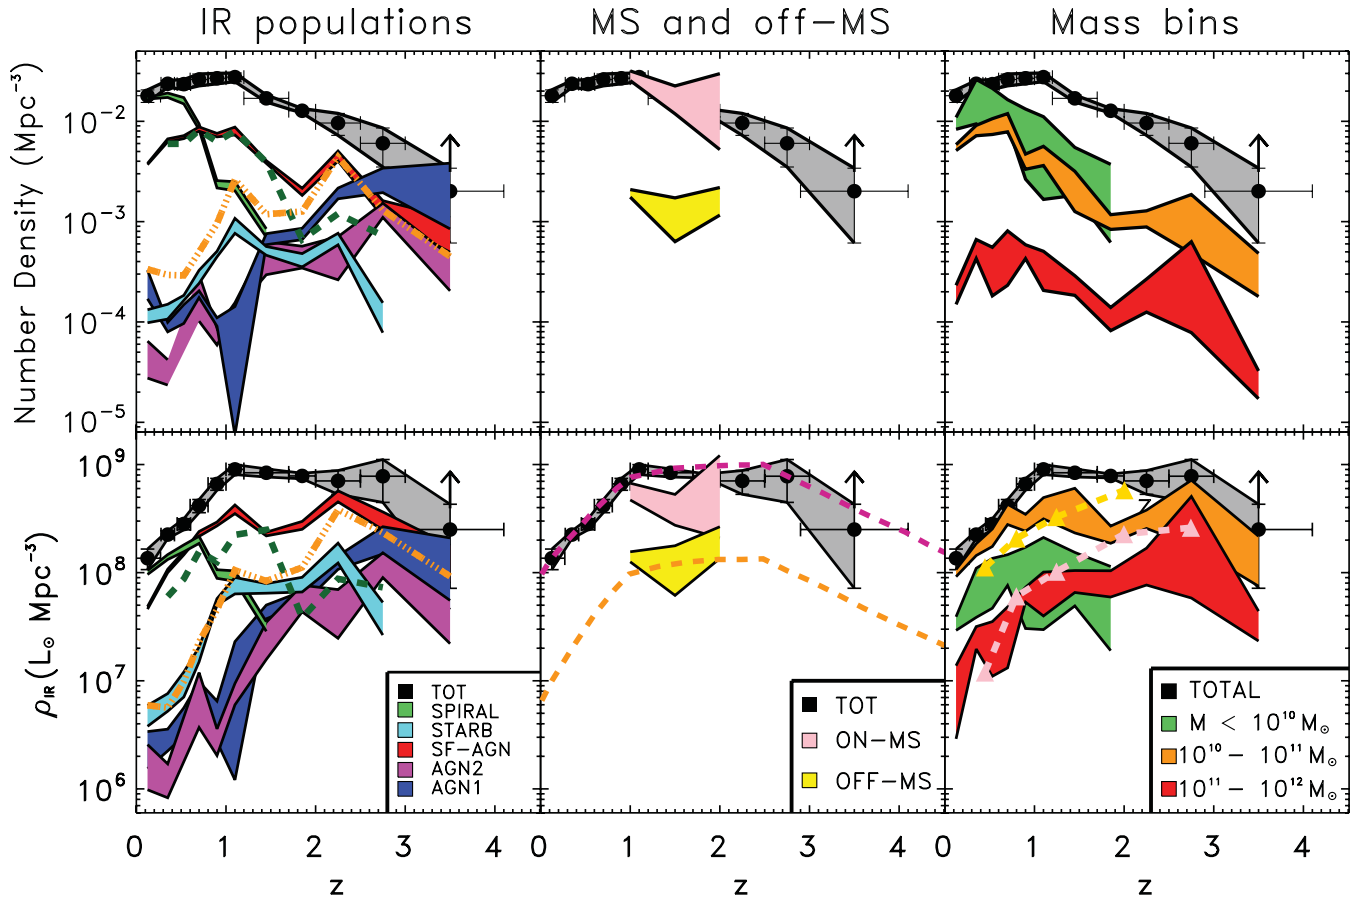 IR populations
MS and off−MS
Mass bins
Number Density (Mpc⁻³)
10⁻²
10⁻³
10⁻⁴
10⁻⁵
ρIR(L⊙ Mpc⁻³)
10⁹
10⁸
10⁷
10⁶
TOT
SPIRAL
STARB
SF−AGN
AGN2
AGN1
TOT
ON−MS
OFF−MS
z
TOTAL
M < 10¹⁰ M⊙
10¹⁰ − 10¹¹ M⊙
10¹¹ − 10¹² M⊙
0 1 2 3 4
0 1 2 3 4
0 1 2 3 4
z
z
z